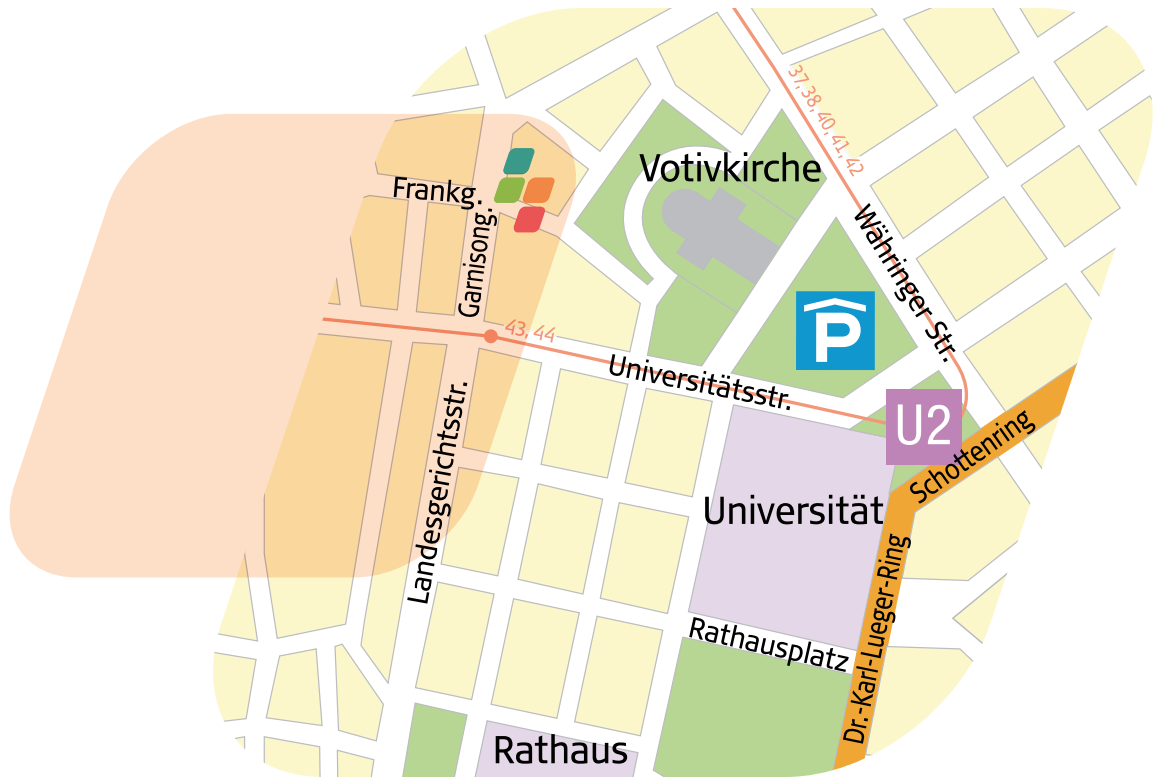 37, 38, 40, 41, 42
Votivkirche
Frankg.
Garnisong.
Währinger Str.
P
43, 44
Universitätsstr.
U2
Schottenring
Landesgerichtsstr.
Universität
Dr.-Karl-Lueger-Ring
Rathausplatz
Rathaus